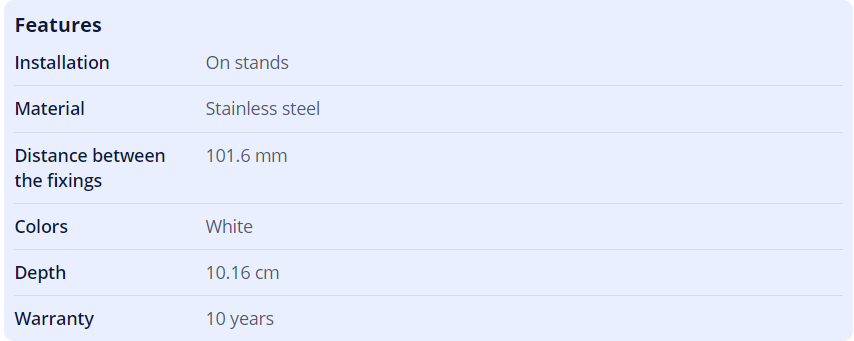 Features
Installation On stands
Material Stainless steel
Distance between 101.6 mm
the fixings
Colors White
Depth 10.16 cm
Warranty 10 years